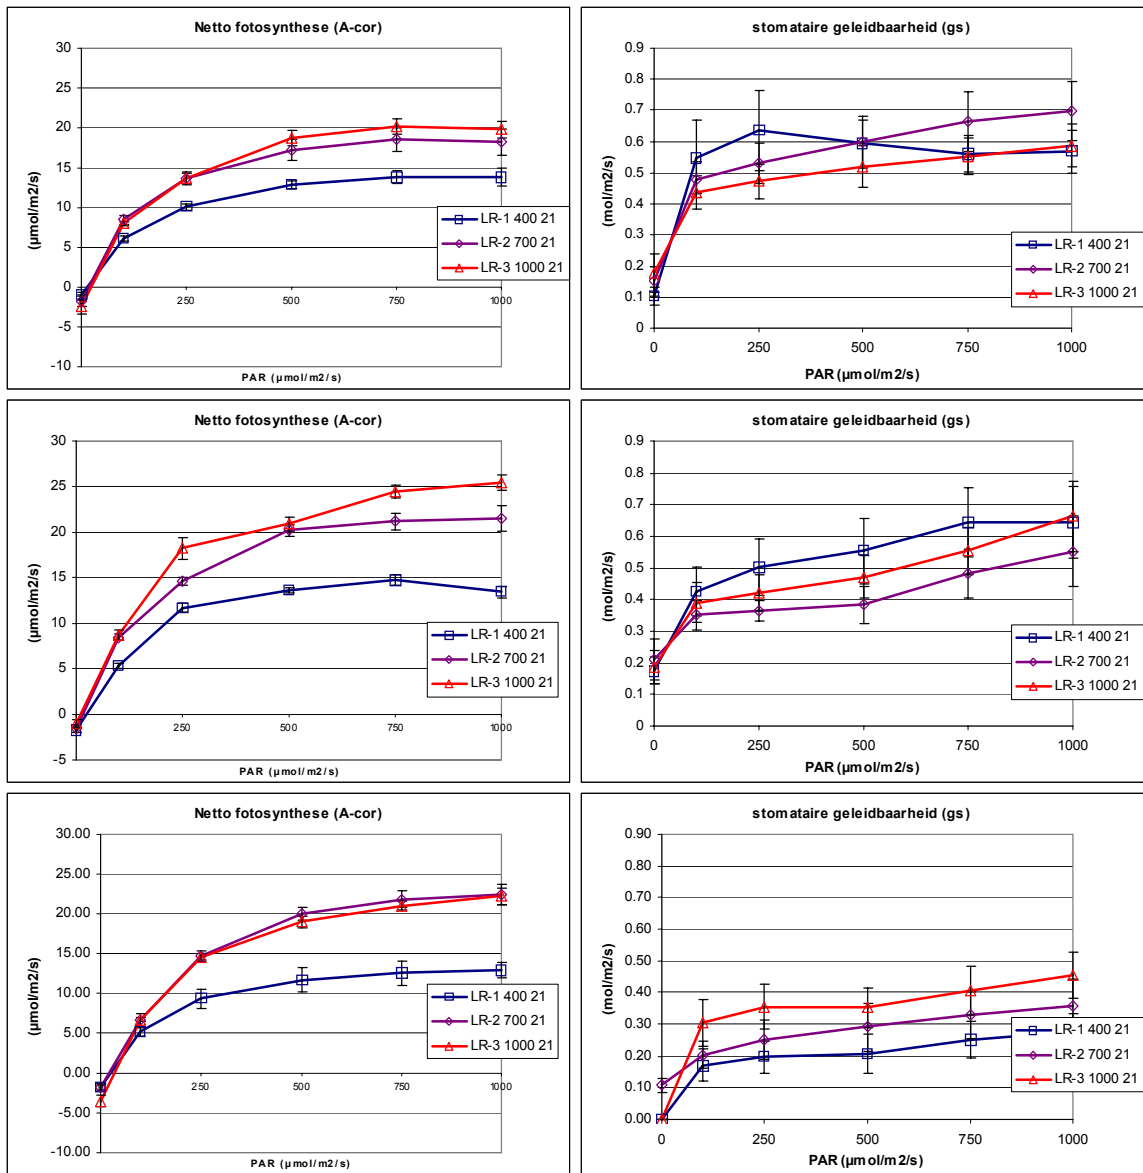 Netto fotosynthese (A-cor)
30
25
20
15
10
5
0
-5
-10
(µmol/m2/s)
250
500
750
1000
PAR (µmol/m2/s)
LR-1 400 21
LR-2 700 21
LR-3 1000 21
stomataire geleidbaarheid (gs)
0.9
0.8
0.7
0.6
0.5
0.4
0.3
0.2
0.1
0
(mol/m2/s)
0
250
500
750
1000
PAR (µmol/m2/s)
LR-1 400 21
LR-2 700 21
LR-3 1000 21
Netto fotosynthese (A-cor)
30
25
20
15
10
5
0
-5
(µmol/m2/s)
250
500
750
1000
PAR (µmol/m2/s)
LR-1 400 21
LR-2 700 21
LR-3 1000 21
stomataire geleidbaarheid (gs)
0.9
0.8
0.7
0.6
0.5
0.4
0.3
0.2
0.1
0
(mol/m2/s)
0
250
500
750
1000
PAR (µmol/m2/s)
LR-1 400 21
LR-2 700 21
LR-3 1000 21
Netto fotosynthese (A-cor)
30.00
25.00
20.00
15.00
10.00
5.00
0.00
-5.00
-10.00
(µmol/m2/s)
250
500
750
1000
LR-1 400 21
LR-2 700 21
LR-3 1000 21
stomataire geleidbaarheid (gs)
0.90
0.80
0.70
0.60
0.50
0.40
0.30
0.20
0.10
0.00
(mol/m2/s)
0
250
500
750
1000
PAR (µmol/m2/s)
LR-1 400 21
LR-2 700 21
LR-3 1000 21